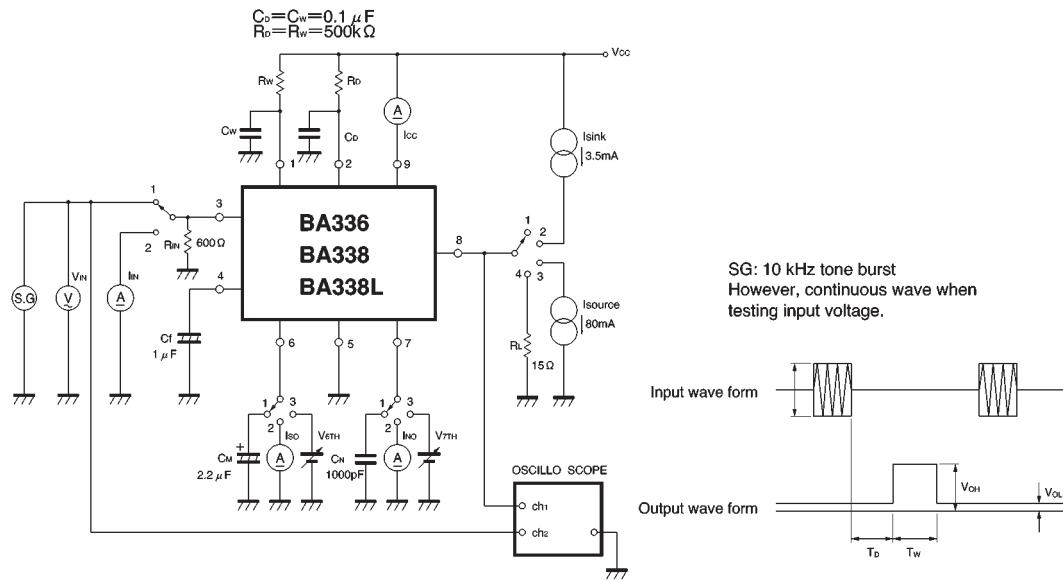 CD=CW=0.1 μF
RD=RW=500kΩ
VCC
RW
RD
A
ICC
CW
CD
1
2
9
Isink
3.5mA
BA336
BA338
BA338L
1
2
3
RIN
600Ω
4
8
1
2
3
4
Isource
80mA
RL
15Ω
S.G
VIN
V
IIN
A
Cf
1 μF
6
5
7
1
2
3
ISO
V6TH
A
CM
+
2.2 μF
1
2
3
INO
V7TH
A
CN
1000pF
OSCILLO SCOPE
ch1
ch2
SG: 10 kHz tone burst
However, continuous wave when
testing input voltage.
Input wave form
Output wave form
VOH
VOL
TD
TW